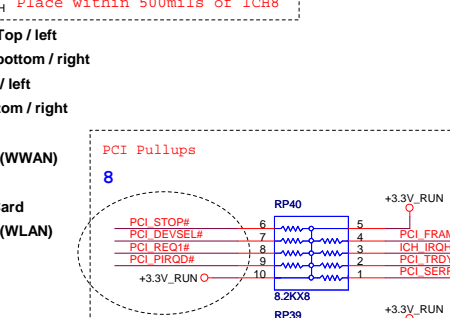 H Place within 500mils of ICH8
Top / left
bottom / right
/ left
tom / right
(WWAN)
Card
(WLAN)
PCI Pullups
8
RP40
+3.3V_RUN
PCI_STOP# 6 5
PCI_DEVSEL# 7 4 PCI_FRAM
PCI_REQ1# 8 3 ICH_IRQH
PCI_PIRQD# 9 2 PCI_TRDY
+3.3V_RUN 10 1 PCI_SERR
8.2KX8
RP39
+3.3V_RUN